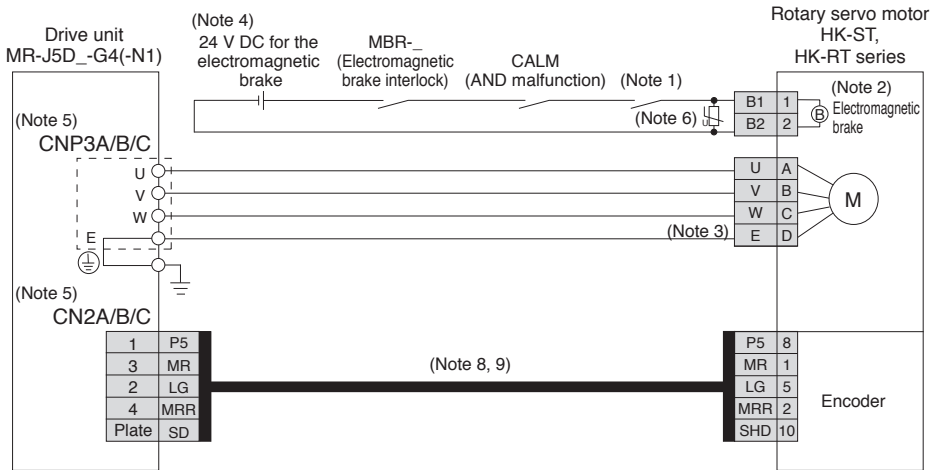 Drive unit
MR-J5D_-G4(-N1)
(Note 4)
24 V DC for the
electromagnetic
brake
MBR-_
(Electromagnetic
brake interlock)
CALM
(AND malfunction)
(Note 1)
Rotary servo motor
HK-ST,
HK-RT series
B1 1
B2 2
(Note 2)
B
Electromagnetic
brake
(Note 6)
U
(Note 5)
CNP3A/B/C
U
V
W
E
U A
V B
W C
E D
(Note 3)
M
(Note 5)
CN2A/B/C
1 P5
3 MR
2 LG
4 MRR
Plate SD
(Note 8, 9)
P5 8
MR 1
LG 5
MRR 2
SHD 10
Encoder